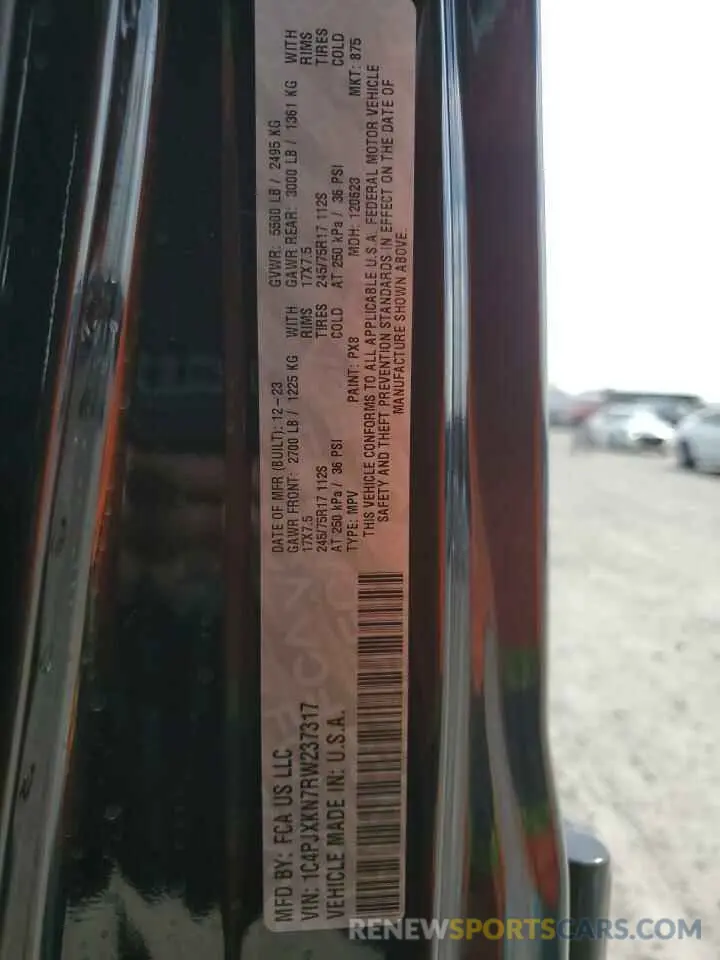 MFD BY: FCA US LLC
DATE OF MFR (BUILT): 12-23
GVWR: 5500 LB / 2495 KG
GAWR FRONT: 2700 LB / 1225 KG WITH
GAWR REAR: 3000 LB / 1361 KG WITH
17X7.5 RIMS
17X7.5 RIMS
245/75R17 112S TIRES
245/75R17 112S TIRES
AT 250 kPa / 36 PSI COLD
AT 250 kPa / 36 PSI COLD
VIN: 1C4PJXKN7RW237317
VEHICLE MADE IN: U.S.A.
TYPE: MPV PAINT: PX8 MDH: 120523 MKT: 875
THIS VEHICLE CONFORMS TO ALL APPLICABLE U.S.A. FEDERAL MOTOR VEHICLE
SAFETY AND THEFT PREVENTION STANDARDS IN EFFECT ON THE DATE OF
MANUFACTURE SHOWN ABOVE.
RENEWSPORTSCARS.COM